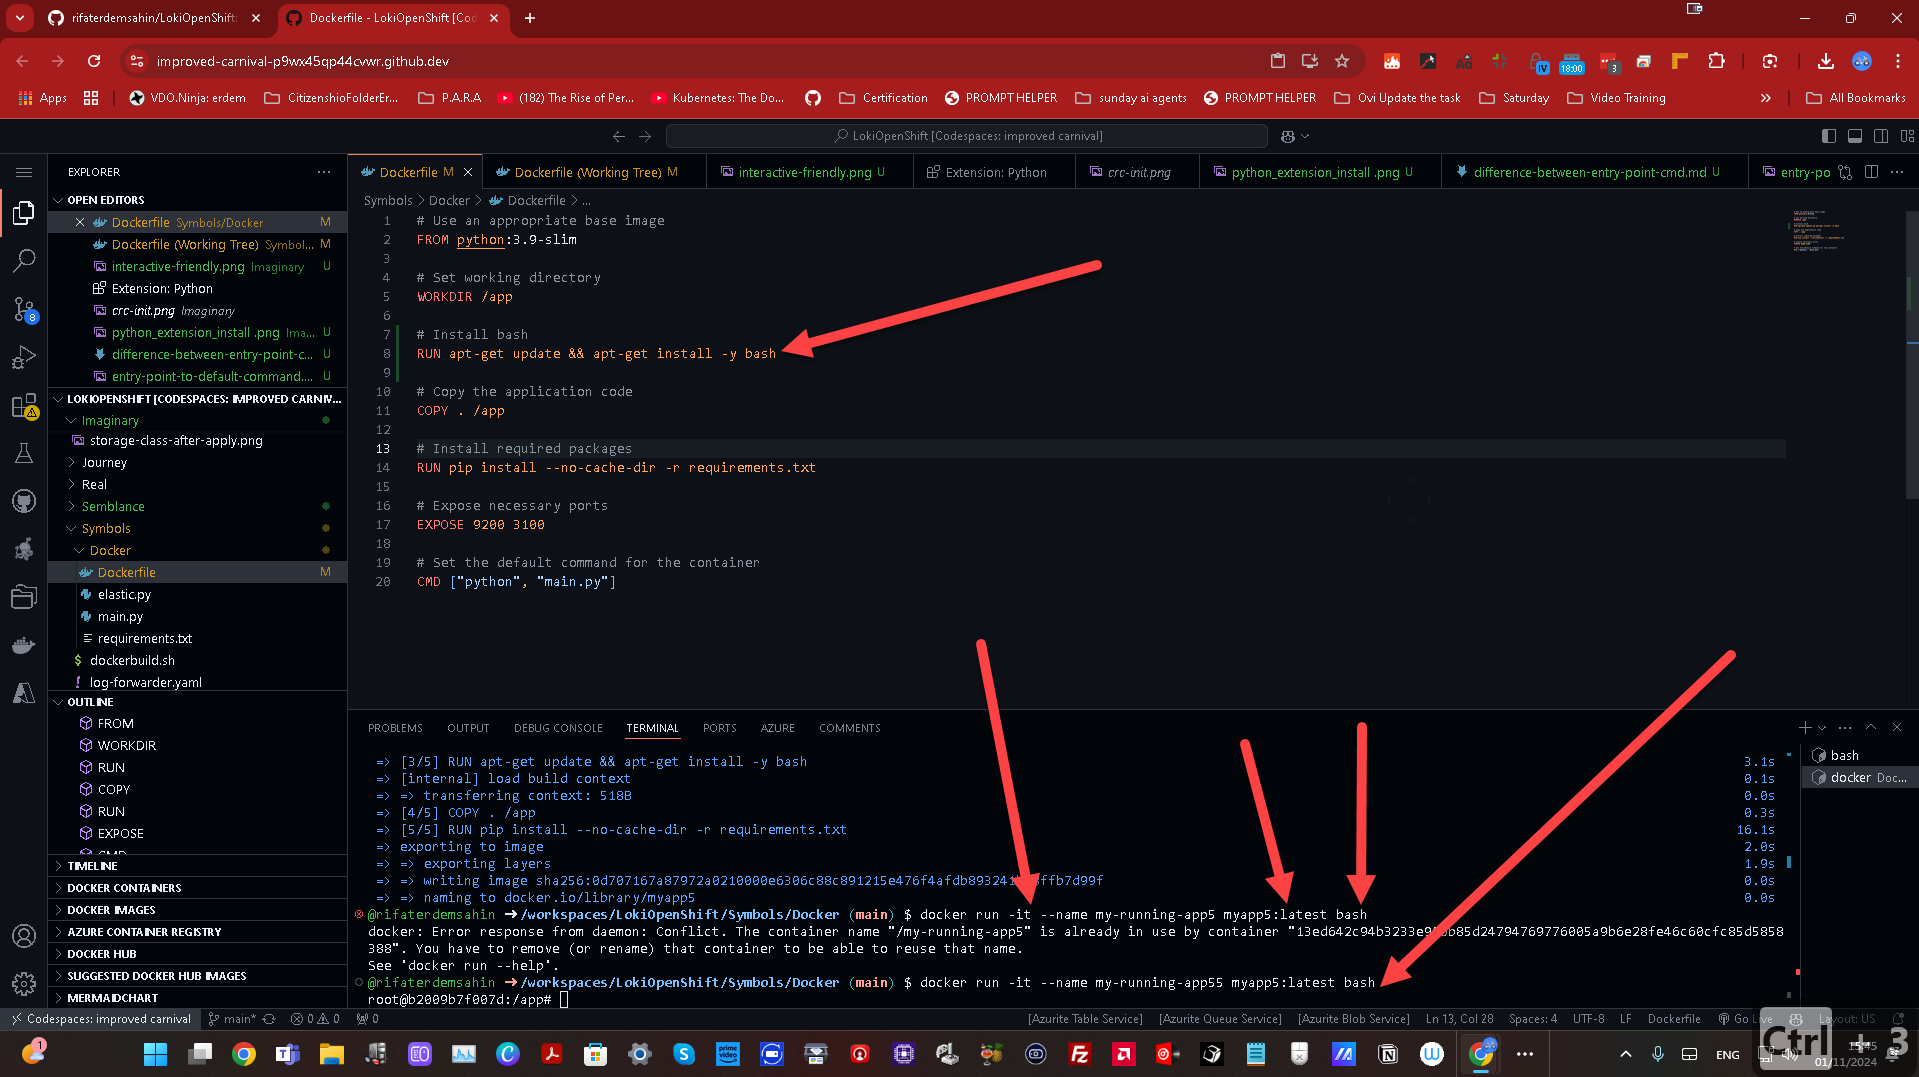 rifaterdemsahin/LokiOpenShift:
Dockerfile - LokiOpenShift [Cod
improved-carnival-p9wx45qp44cvwr.github.dev
IV
18:00
3
Apps
VDO.Ninja: erdem
CitizenshioFolderEr...
P.A.R.A
(182) The Rise of Per...
Kubernetes: The Do...
Certification
PROMPT HELPER
sunday ai agents
PROMPT HELPER
Ovi Update the task
Saturday
Video Training
All Bookmarks
LokiOpenShift [Codespaces: improved carnival]
EXPLORER
OPEN EDITORS
Dockerfile Symbols/Docker M
Dockerfile (Working Tree) Symbol... M
interactive-friendly.png Imaginary U
Extension: Python
crc-init.png Imaginary
python_extension_install .png Ima... U
difference-between-entry-point-c... U
entry-point-to-default-command.... U
LOKIOPENSHIFT [CODESPACES: IMPROVED CARNIV...
Imaginary
storage-class-after-apply.png
Journey
Real
Semblance
Symbols
Docker
Dockerfile M
elastic.py
main.py
requirements.txt
dockerbuild.sh
log-forwarder.yaml
OUTLINE
FROM
WORKDIR
RUN
COPY
RUN
EXPOSE
CMD
TIMELINE
DOCKER CONTAINERS
DOCKER IMAGES
AZURE CONTAINER REGISTRY
DOCKER HUB
SUGGESTED DOCKER HUB IMAGES
MERMAIDCHART
8
Dockerfile M
Dockerfile (Working Tree) M
interactive-friendly.png U
Extension: Python
crc-init.png
python_extension_install .png U
difference-between-entry-point-cmd.md U
entry-po
Symbols > Docker > Dockerfile > ...
1 # Use an appropriate base image
2 FROM python:3.9-slim
3
4 # Set working directory
5 WORKDIR /app
6
7 # Install bash
8 RUN apt-get update && apt-get install -y bash
9
10 # Copy the application code
11 COPY . /app
12
13 # Install required packages
14 RUN pip install --no-cache-dir -r requirements.txt
15
16 # Expose necessary ports
17 EXPOSE 9200 3100
18
19 # Set the default command for the container
20 CMD ["python", "main.py"]
PROBLEMS OUTPUT DEBUG CONSOLE TERMINAL PORTS AZURE COMMENTS
=> [3/5] RUN apt-get update && apt-get install -y bash 3.1s
=> [internal] load build context 0.1s
=> => transferring context: 518B 0.0s
=> [4/5] COPY . /app 0.3s
=> [5/5] RUN pip install --no-cache-dir -r requirements.txt 16.1s
=> exporting to image 2.0s
=> => exporting layers 1.9s
=> => writing image 0.0s
=> => naming to docker.io/library/myapp5 0.0s
@rifaterdemsahin ➜/workspaces/LokiOpenShift/Symbols/Docker (main) $ docker run -it --name my-running-app5 myapp5:latest bash
docker: Error response from daemon: Conflict. The container name "/my-running-app5" is already in use by container
388". You have to remove (or rename) that container to be able to reuse that name.
See 'docker run --help'.
@rifaterdemsahin ➜/workspaces/LokiOpenShift/Symbols/Docker (main) $ docker run -it --name my-running-app55 myapp5:latest bash
root@b2009b7f007d:/app#
bash
docker Doc...
Codespaces: improved carnival
main*
0 0
0
[Azurite Table Service]
[Azurite Queue Service]
[Azurite Blob Service]
Ln 13, Col 28
Spaces: 4
UTF-8
LF
Dockerfile
Go Live
Layout: US
1
ENG
15:45
01/11/2024
Ctrl + 3